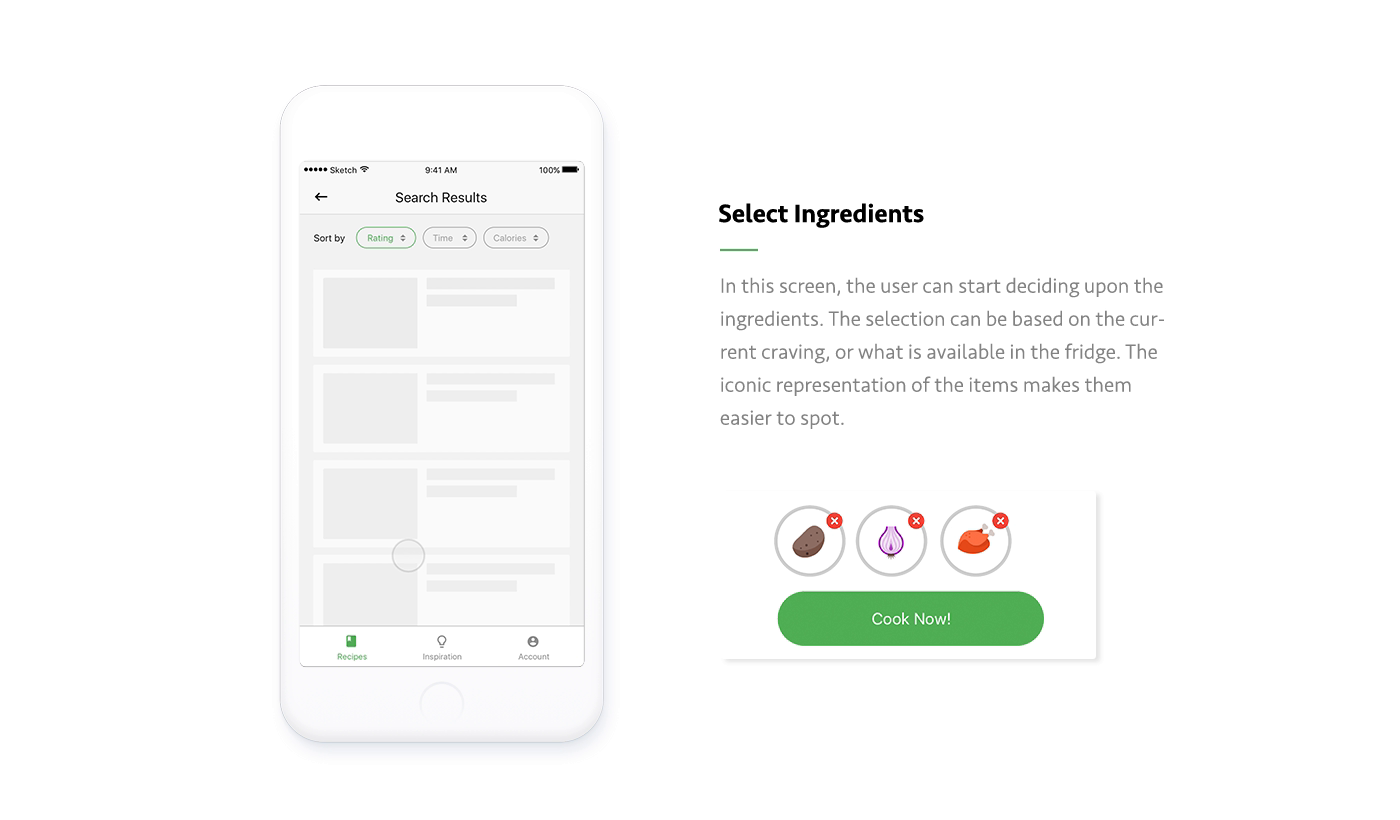 Sketch 9:41 AM 100%
Search Results
Sort by Rating Time Calories
Recipes Inspiration Account
Select Ingredients
In this screen, the user can start deciding upon the
ingredients. The selection can be based on the cur-
rent craving, or what is available in the fridge. The
iconic representation of the items makes them
easier to spot.
Cook Now!